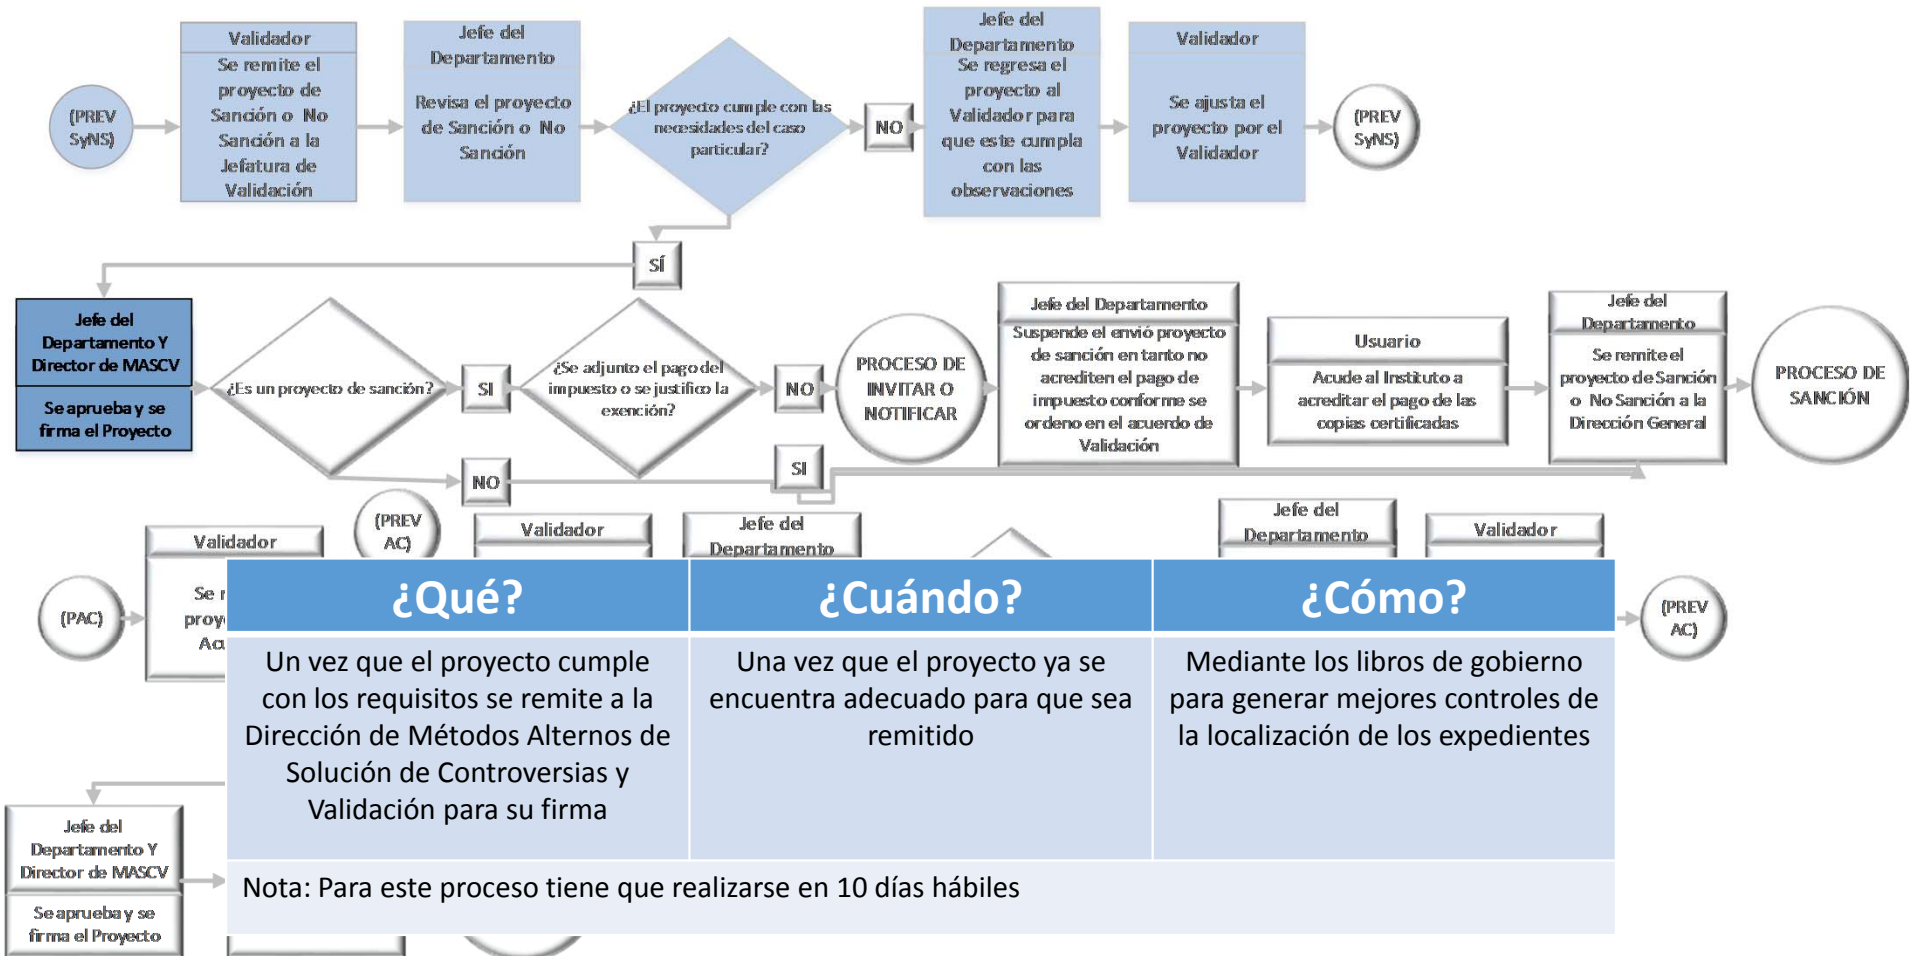 (PREV
SyNS)
Validador
Se remite el
proyecto de
Sanción o No
Sanción a la
Jefatura de
Validación
Jefe del
Departamento
Revisa el proyecto
de Sanción o No
Sanción
¿El proyecto cumple con las
necesidades del caso
particular?
NO
Jefe del
Departamento
Se regresa el
proyecto al
Validador para
que este cumpla
con las
observaciones
Validador
Se ajusta el
proyecto por el
Validador
(PREV
SyNS)
SÍ
Jefe del
Departamento Y
Director de MASCV
Se aprueba y se
firma el Proyecto
¿Es un proyecto de sanción?
SI
¿Se adjunto el pago del
impuesto o se justifico la
exención?
NO
PROCESO DE
INVITAR O
NOTIFICAR
Jefe del Departamento
Suspende el envió proyecto
de sanción en tanto no
acrediten el pago de
impuesto conforme se
ordeno en el acuerdo de
Validación
Usuario
Acude al Instituto a
acreditar el pago de las
copias certificadas
Jefe del
Departamento
Se remite el
proyecto de Sanción
o No Sanción a la
Dirección General
PROCESO DE
SANCIÓN
NO
SI
(PAC)
Validador
Se
(PREV
AC)
Validador
Jefe del
Departamento
Jefe del
Departamento
Validador
(PREV
AC)
¿Qué?
¿Cuándo?
¿Cómo?
Un vez que el proyecto cumple
con los requisitos se remite a la
Dirección de Métodos Alternos de
Solución de Controversias y
Validación para su firma
Una vez que el proyecto ya se
encuentra adecuado para que sea
remitido
Mediante los libros de gobierno
para generar mejores controles de
la localización de los expedientes
Nota: Para este proceso tiene que realizarse en 10 días hábiles
Jefe del
Departamento Y
Director de MASCV
Se aprueba y se
firma el Proyecto